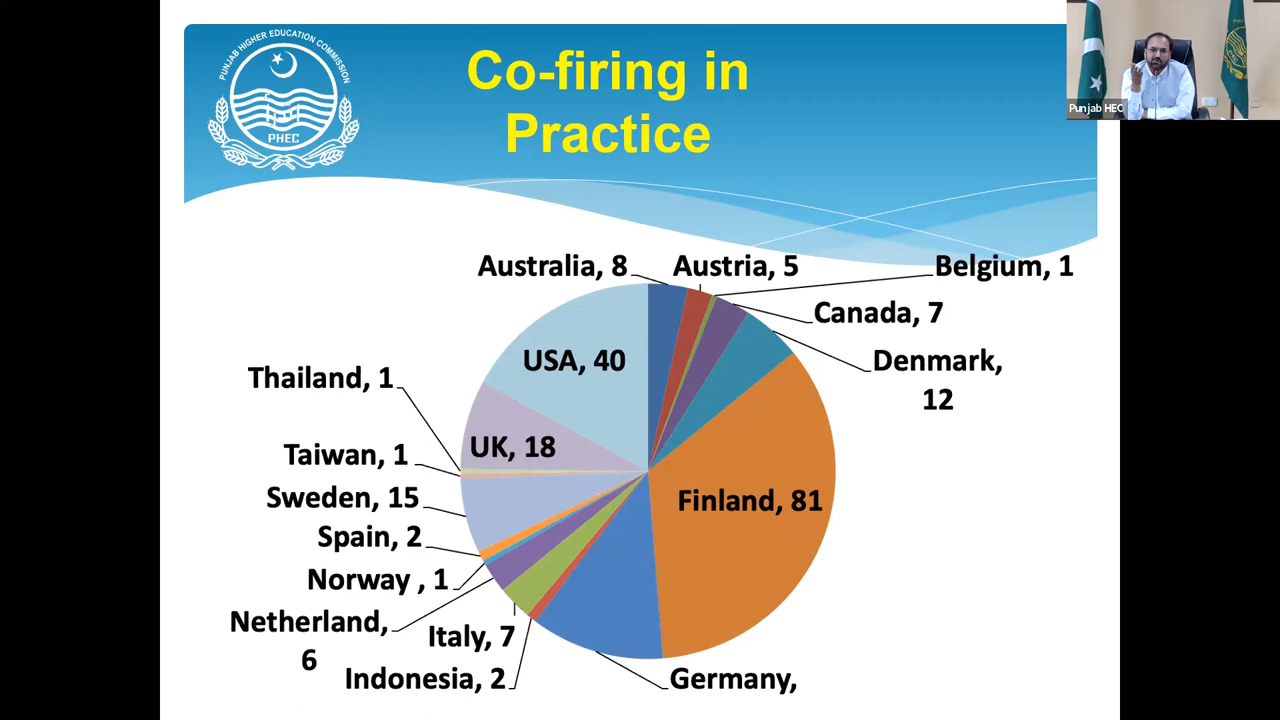 PUNJAB HIGHER EDUCATION COMMISSION
PHEC
Co-firing in
Practice
Punjab HEC
Australia, 8
Austria, 5
Belgium, 1
Canada, 7
Denmark,
12
USA, 40
Thailand, 1
UK, 18
Taiwan, 1
Sweden, 15
Finland, 81
Spain, 2
Norway , 1
Netherland,
6
Italy, 7
Indonesia, 2
Germany,